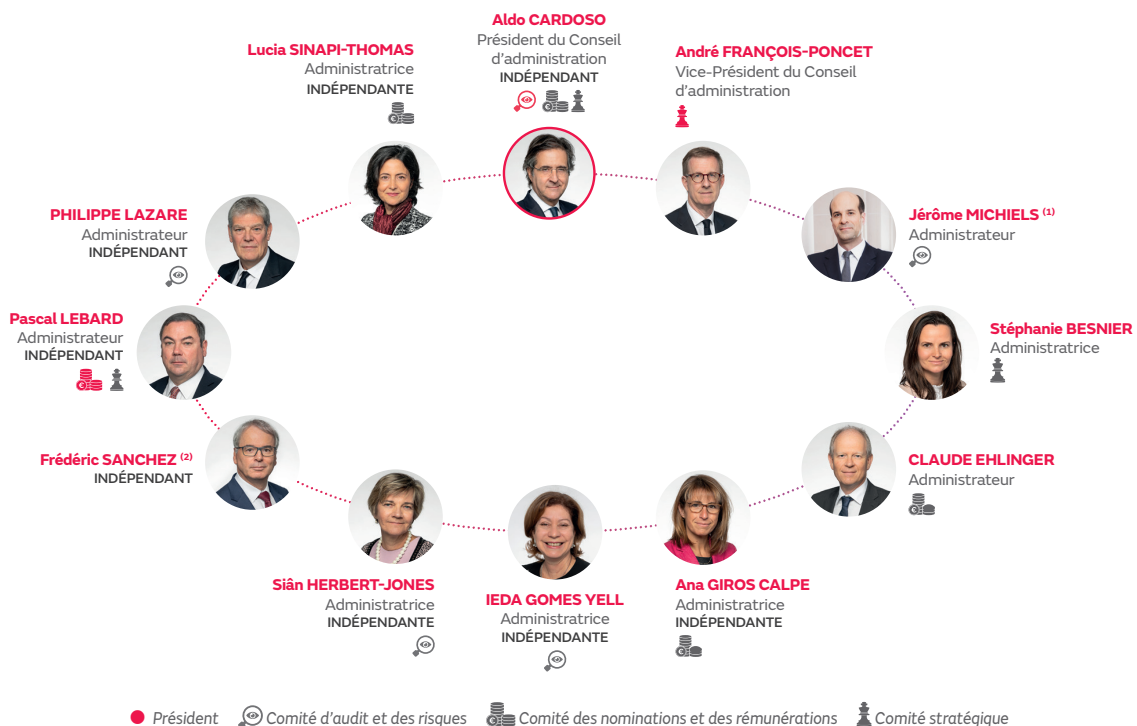 Aldo CARDOSO
Président du Conseil
d'administration
INDÉPENDANT
Lucia SINAPI-THOMAS
Administratrice
INDÉPENDANTE
André FRANÇOIS-PONCET
Vice-Président du Conseil
d'administration
PHILIPPE LAZARE
Administrateur
INDÉPENDANT
Jérôme MICHIELS (1)
Administrateur
Pascal LEBARD
Administrateur
INDÉPENDANT
Stéphanie BESNIER
Administratrice
Frédéric SANCHEZ (2)
INDÉPENDANT
CLAUDE EHLINGER
Administrateur
Siân HERBERT-JONES
Administratrice
INDÉPENDANTE
IEDA GOMES YELL
Administratrice
INDÉPENDANTE
Ana GIROS CALPE
Administratrice
INDÉPENDANTE
Président Comité d'audit et des risques Comité des nominations et des rémunérations Comité stratégique